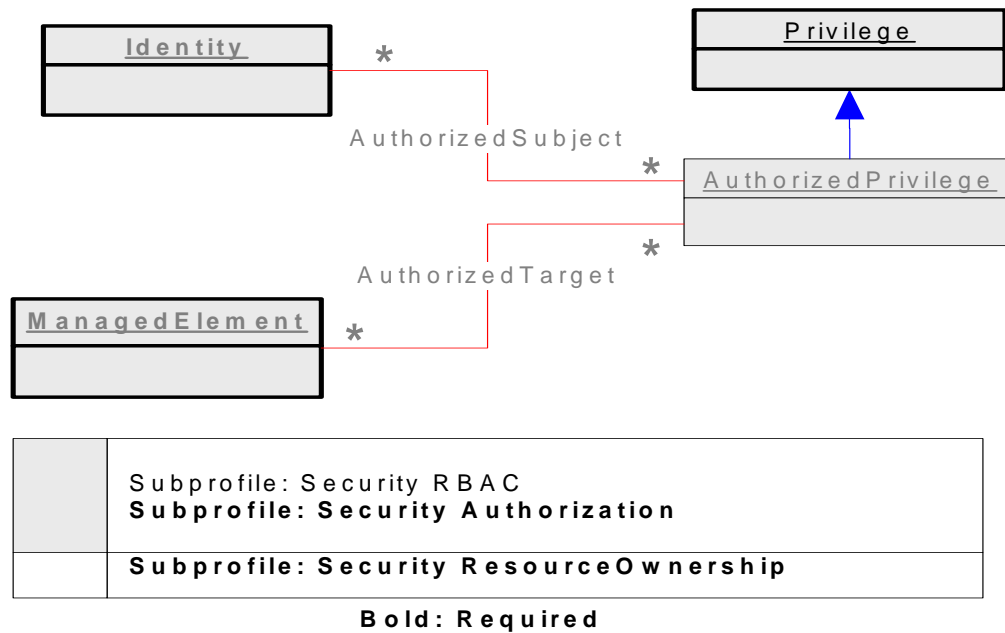 Identity
*
Privilege
AuthorizedSubject
*
AuthorizedPrivilege
*
AuthorizedTarget
ManagedElement
*
Subprofile: Security RBAC
Subprofile: Security Authorization
Subprofile: Security ResourceOwnership
Bold: Required